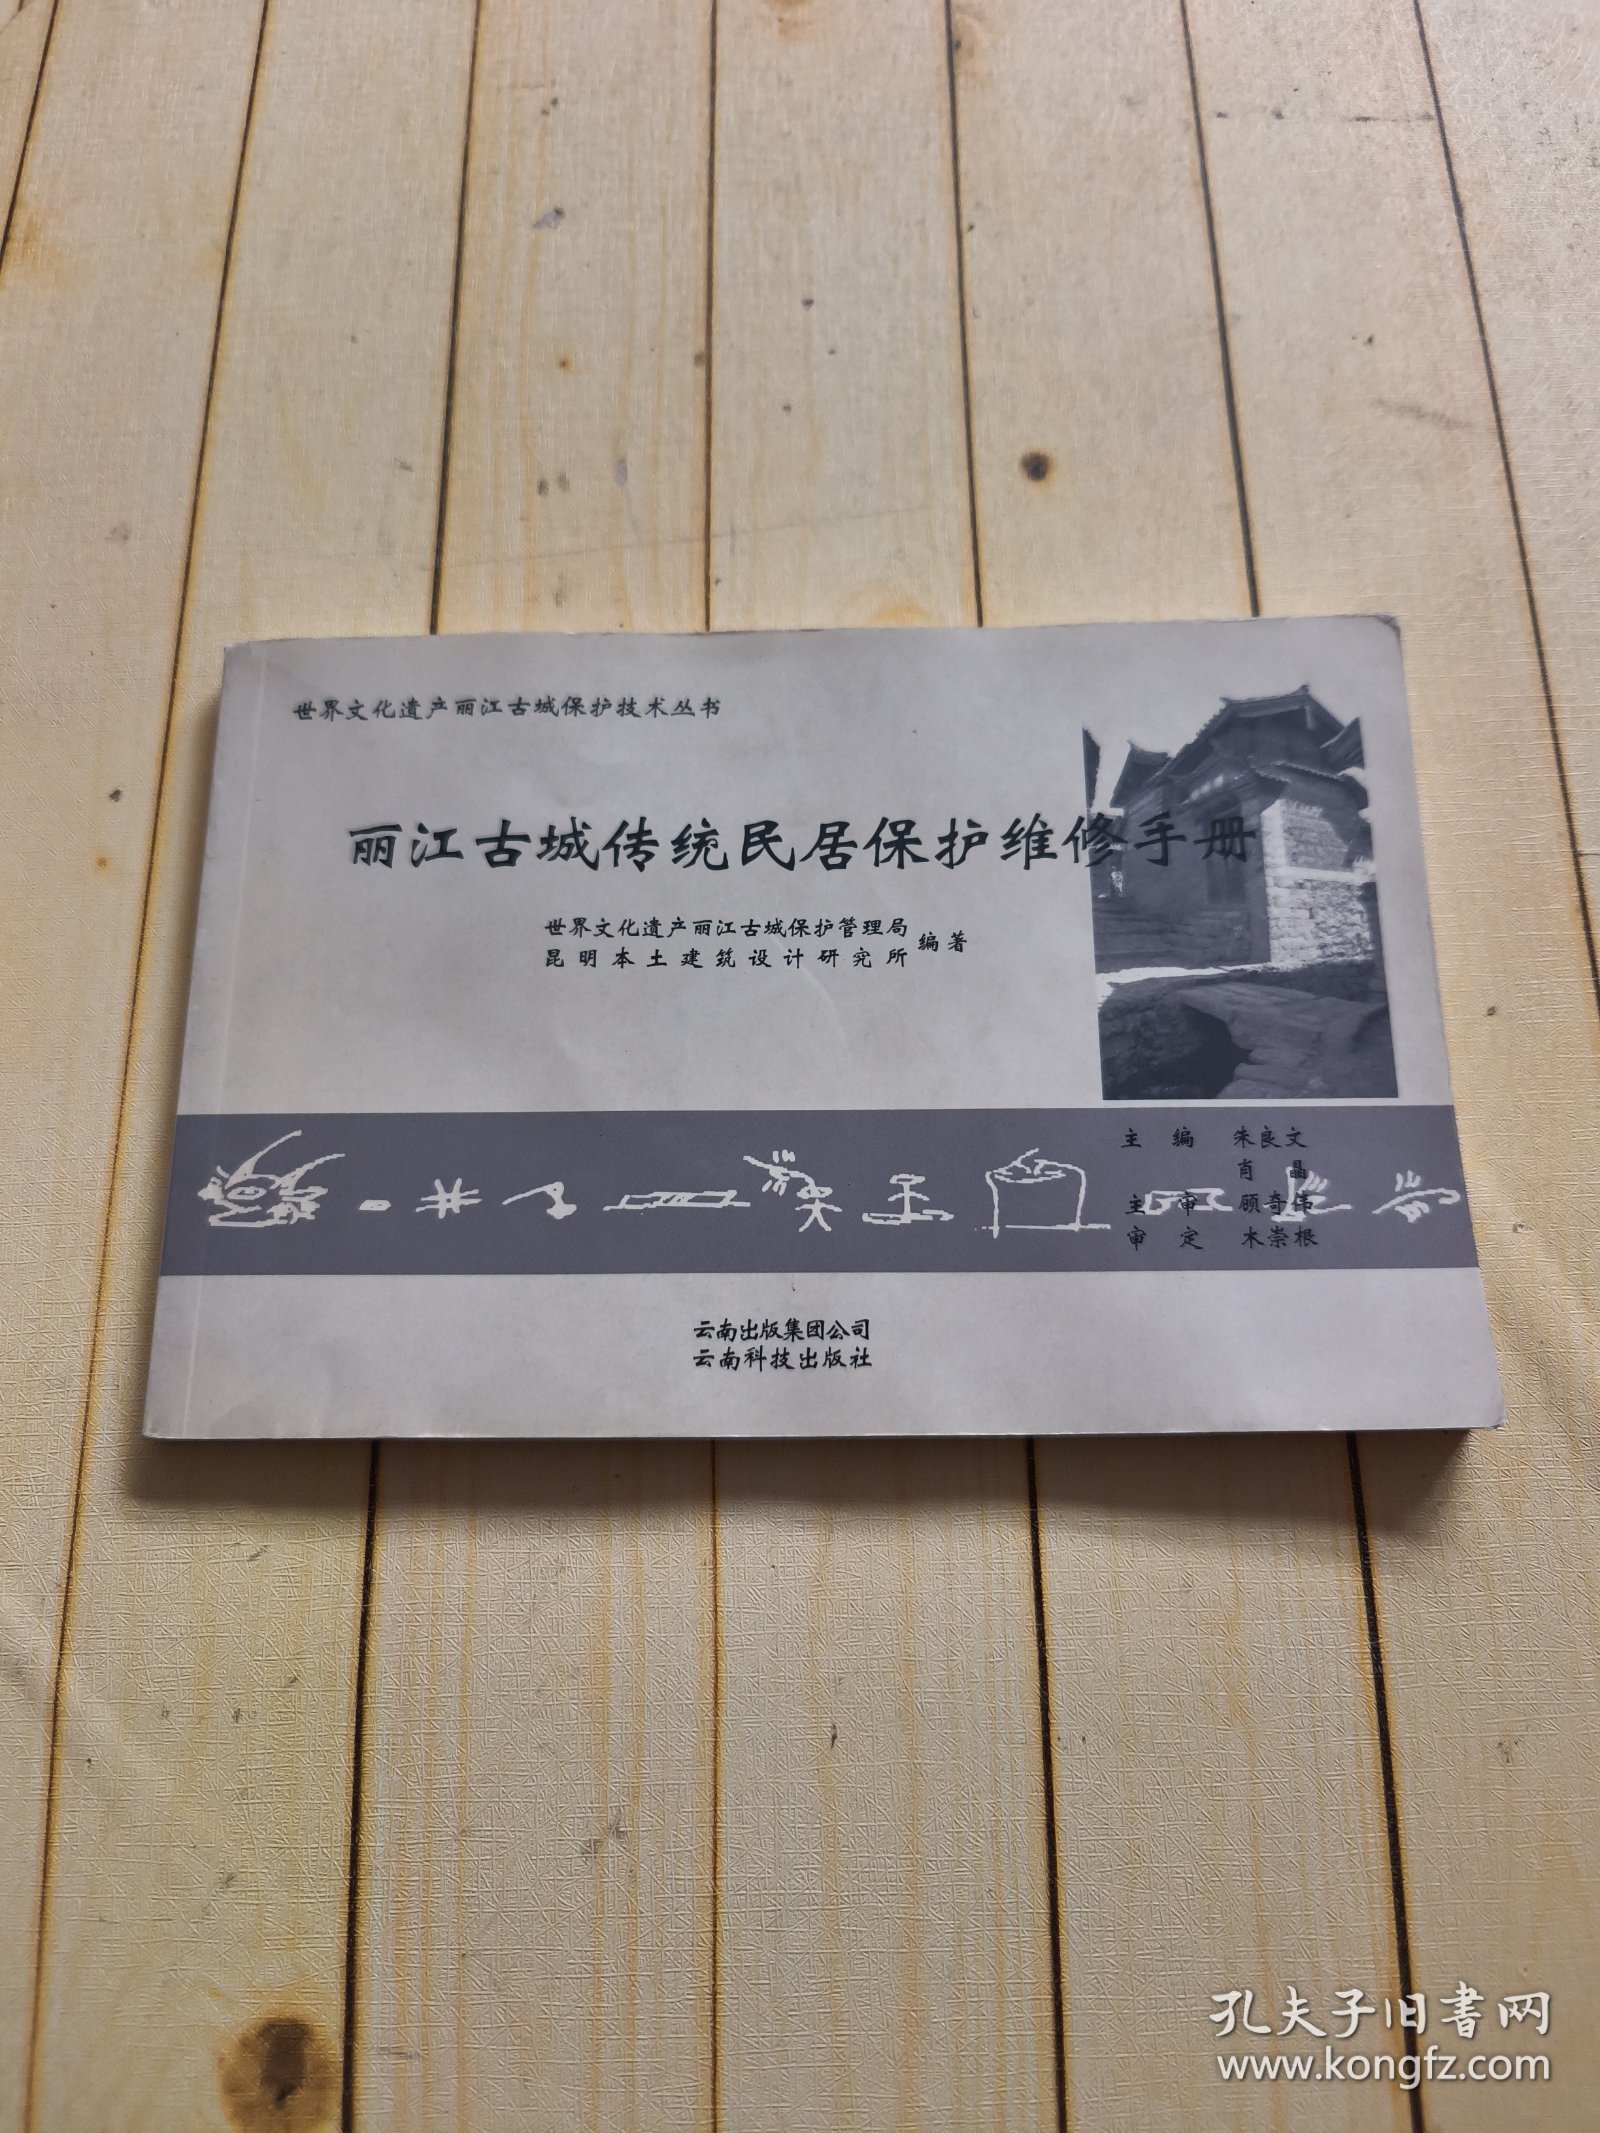 世界文化遗产丽江古城保护技术丛书
丽江古城传统民居保护维修手册
世界文化遗产丽江古城保护管理局
昆明本土建筑设计研究所
编著
主 编 朱良文
肖 晶
主 审 顾奇伟
审 定 木崇根
云南出版集团公司
云南科技出版社
孔夫子旧书网
www.kongfz.com